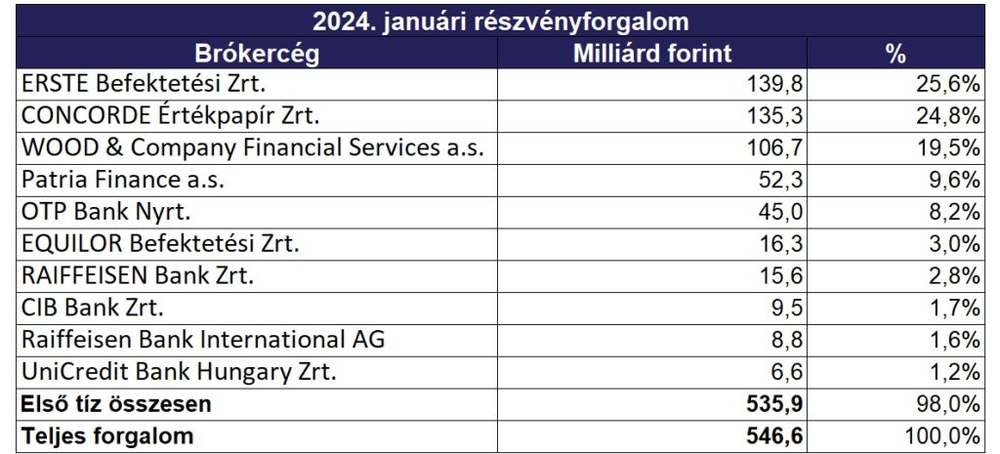 2024. januári részvényforgalom
Brókercég Milliárd forint %
ERSTE Befektetési Zrt. 139,8 25,6%
CONCORDE Értékpapír Zrt. 135,3 24,8%
WOOD & Company Financial Services a.s. 106,7 19,5%
Patria Finance a.s. 52,3 9,6%
OTP Bank Nyrt. 45,0 8,2%
EQUILOR Befektetési Zrt. 16,3 3,0%
RAIFFEISEN Bank Zrt. 15,6 2,8%
CIB Bank Zrt. 9,5 1,7%
Raiffeisen Bank International AG 8,8 1,6%
UniCredit Bank Hungary Zrt. 6,6 1,2%
Első tíz összesen 535,9 98,0%
Teljes forgalom 546,6 100,0%